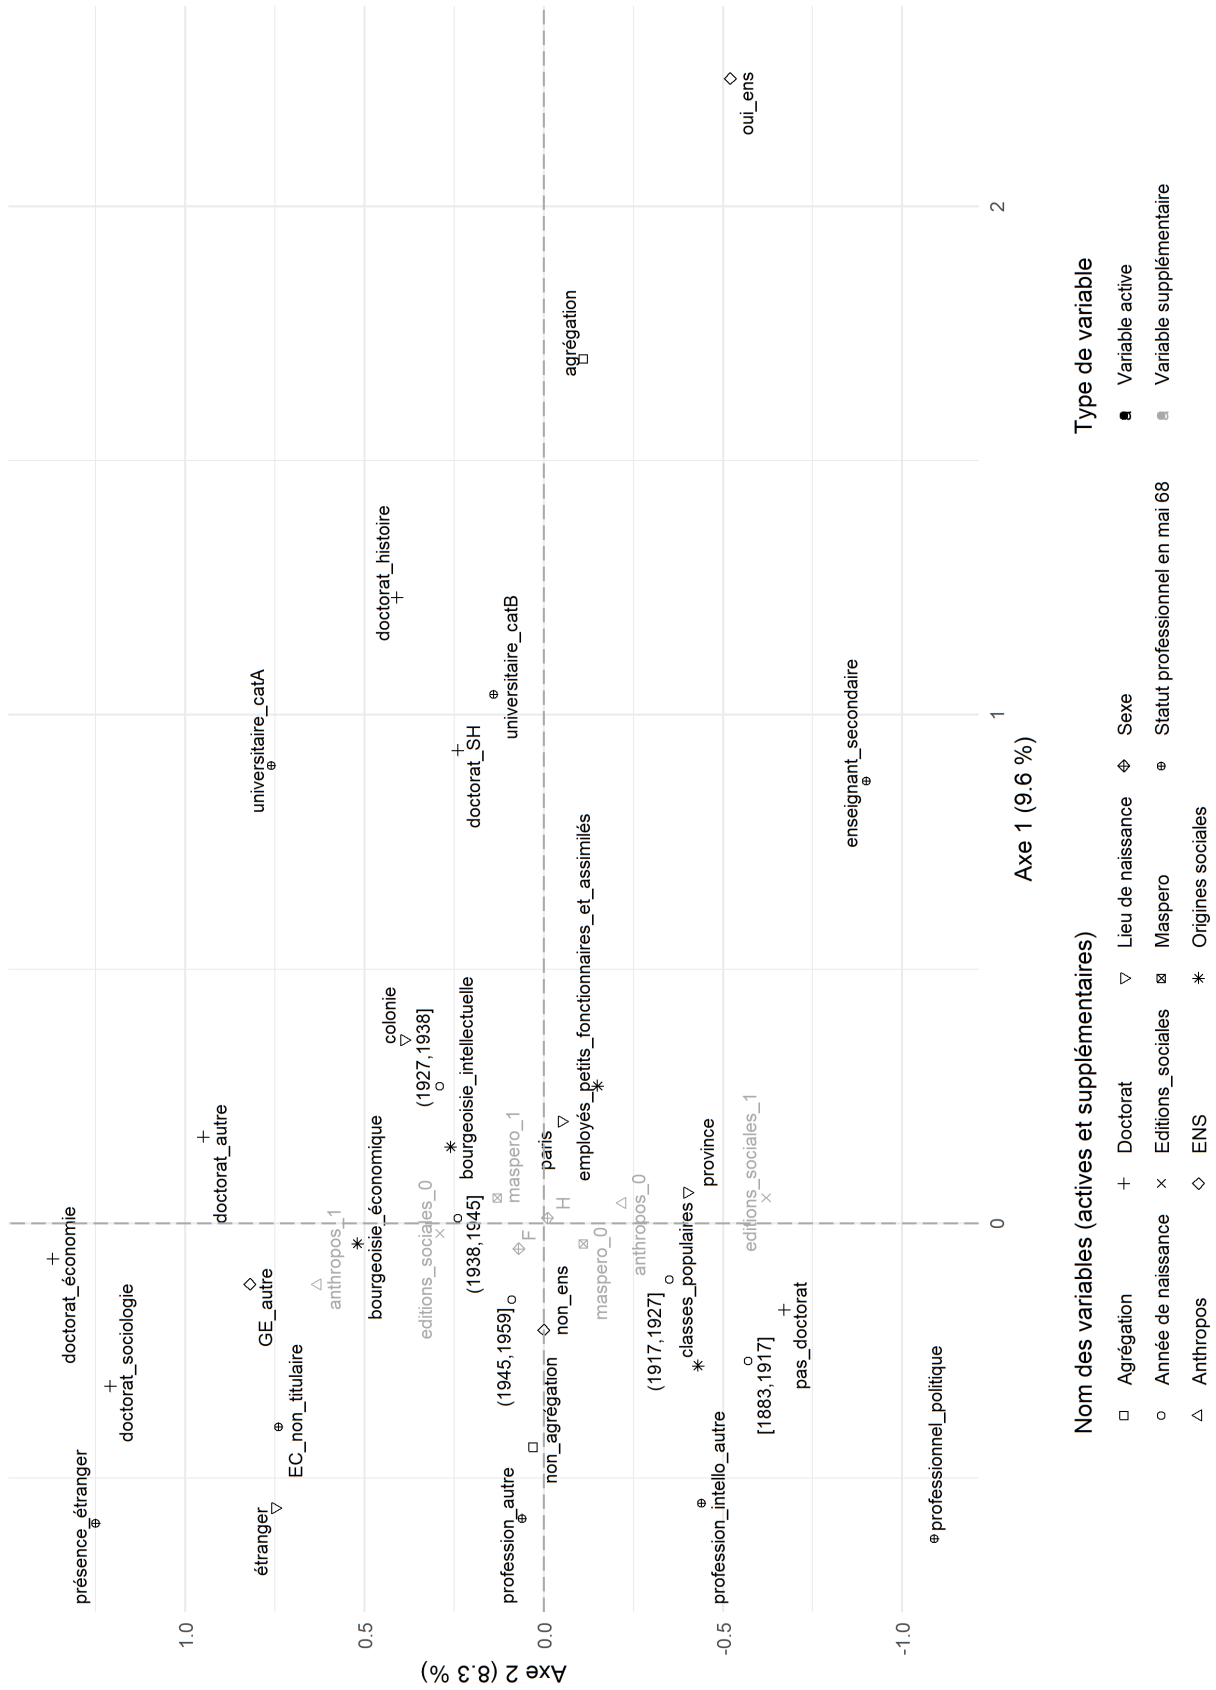 présence_étranger
doctorat_économie
doctorat_sociologie
doctorat_autre
étranger
EC_non_titulaire
GE_autre
universitaire_catA
anthropos_1
bourgeoisie_économique
colonie
doctorat_histoire
editions_sociales_0
(1927,1938]
bourgeoisie_intellectuelle
(1938,1945]
doctorat_SH
universitaire_catB
maspero_1
(1945,1959]
profession_autre
F
H
paris
non_agrégation
non_ens
agrégation
maspero_0
employés_petits_fonctionnaires_et_assimilés
anthropos_0
(1917,1927]
classes_populaires
province
profession_intello_autre
[1883,1917]
pas_doctorat
editions_sociales_1
oui_ens
enseignant_secondaire
professionnel_politique
1.0
0.5
0.0
-0.5
-1.0
Axe 2 (8.3 %)
0
1
2
Axe 1 (9.6 %)
Nom des variables (actives et supplémentaires)
Agrégation
Doctorat
Lieu de naissance
Sexe
Année de naissance
Editions_sociales
Maspero
Statut professionnel en mai 68
Anthropos
ENS
Origines sociales
Type de variable
Variable active
Variable supplémentaire